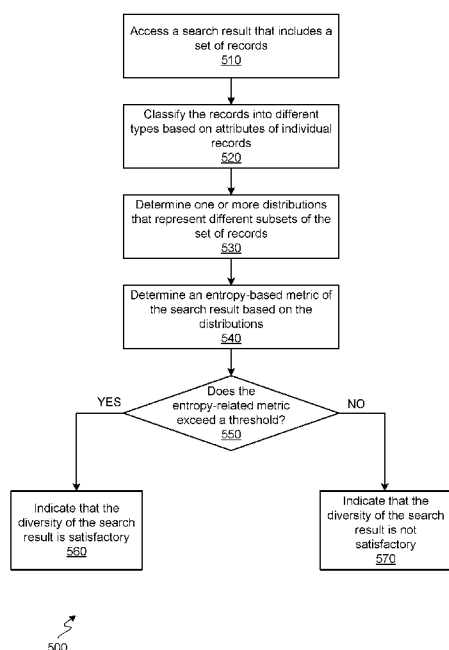 Access a search result that includes a
set of records
510
Classify the records into different
types based on attributes of individual
records
520
Determine one or more distributions
that represent different subsets of the
set of records
530
Determine an entropy-based metric of
the search result based on the
distributions
540
Does the
entropy-related metric
exceed a threshold?
550
YES
NO
Indicate that the
diversity of the search
result is satisfactory
560
Indicate that the
diversity of the search
result is not
satisfactory
570
500